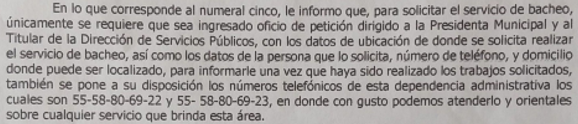 En lo que corresponde al numeral cinco, le informo que, para solicitar el servicio de bacheo,
únicamente se requiere que sea ingresado oficio de petición dirigido a la Presidenta Municipal y al
Titular de la Dirección de Servicios Públicos, con los datos de ubicación de donde se solicita realizar
el servicio de bacheo, así como los datos de la persona que lo solicita, número de teléfono, y domicilio
donde puede ser localizado, para informarle una vez que haya sido realizado los trabajos solicitados,
también se pone a su disposición los números telefónicos de esta dependencia administrativa los
cuales son 55-58-80-69-22 y 55- 58-80-69-23, en donde con gusto podemos atenderlo y orientales
sobre cualquier servicio que brinda esta área.